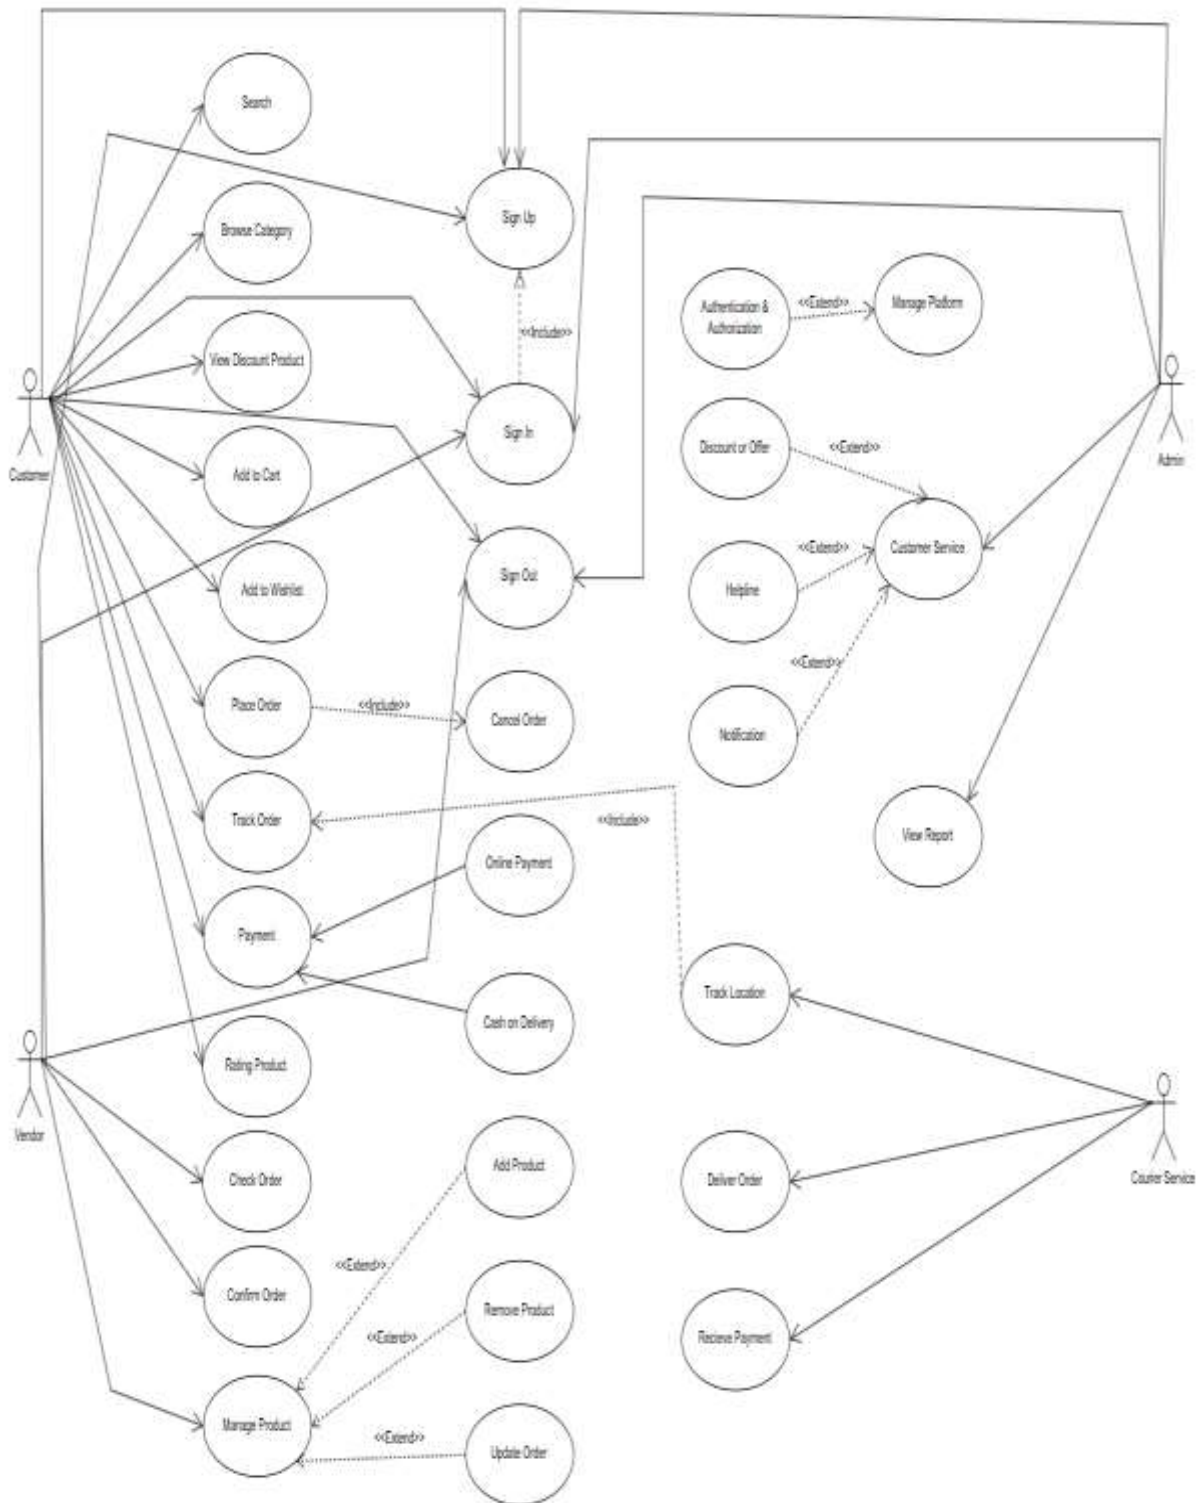 Search
Sign Up
Browse Category
Authentication &
Authorization
<<Extend>>
Manage Platform
<<Include>>
View Discount Product
Sign In
Customer
Admin
Add to Cart
Discount or Offer
<<Extend>>
Customer Service
Sign Out
Add to Wishlist
Helpline
<<Extend>>
<<Extend>>
Place Order
<<Include>>
Cancel Order
Notification
Track Order
<<Include>>
View Report
Online Payment
Payment
Track Location
Cash on Delivery
Rating Product
Vendor
Add Product
Check Order
Deliver Order
Courier Service
<<Extend>>
Confirm Order
Remove Product
<<Extend>>
Recieve Payment
Manage Product
<<Extend>>
Update Order